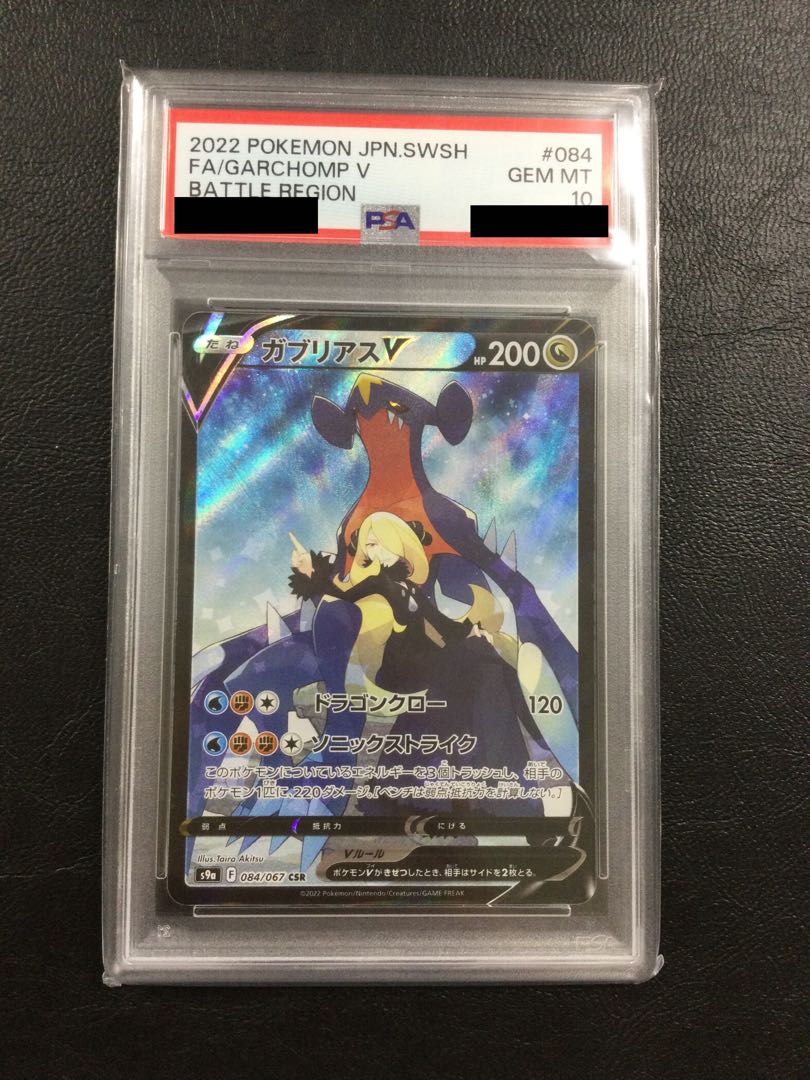 2022 POKEMON JPN.SWSH #084
FA/GARCHOMP V GEM MT
BATTLE REGION 10
PSA
たね ガブリアスV HP 200
ドラゴンクロー 120
ソニックストライク
このポケモンについているエネルギーを3個トラッシュし、相手の
ポケモン1匹に、220ダメージ。[ベンチは弱点・抵抗力を計算しない。]
弱点 抵抗力 にげる
Illus.Taira Akitsu
Vルール
s9a F 084/067 CSR ポケモンVがきぜつしたとき、相手はサイドを2枚とる。
©2022 Pokémon/Nintendo/Creatures/GAME FREAK